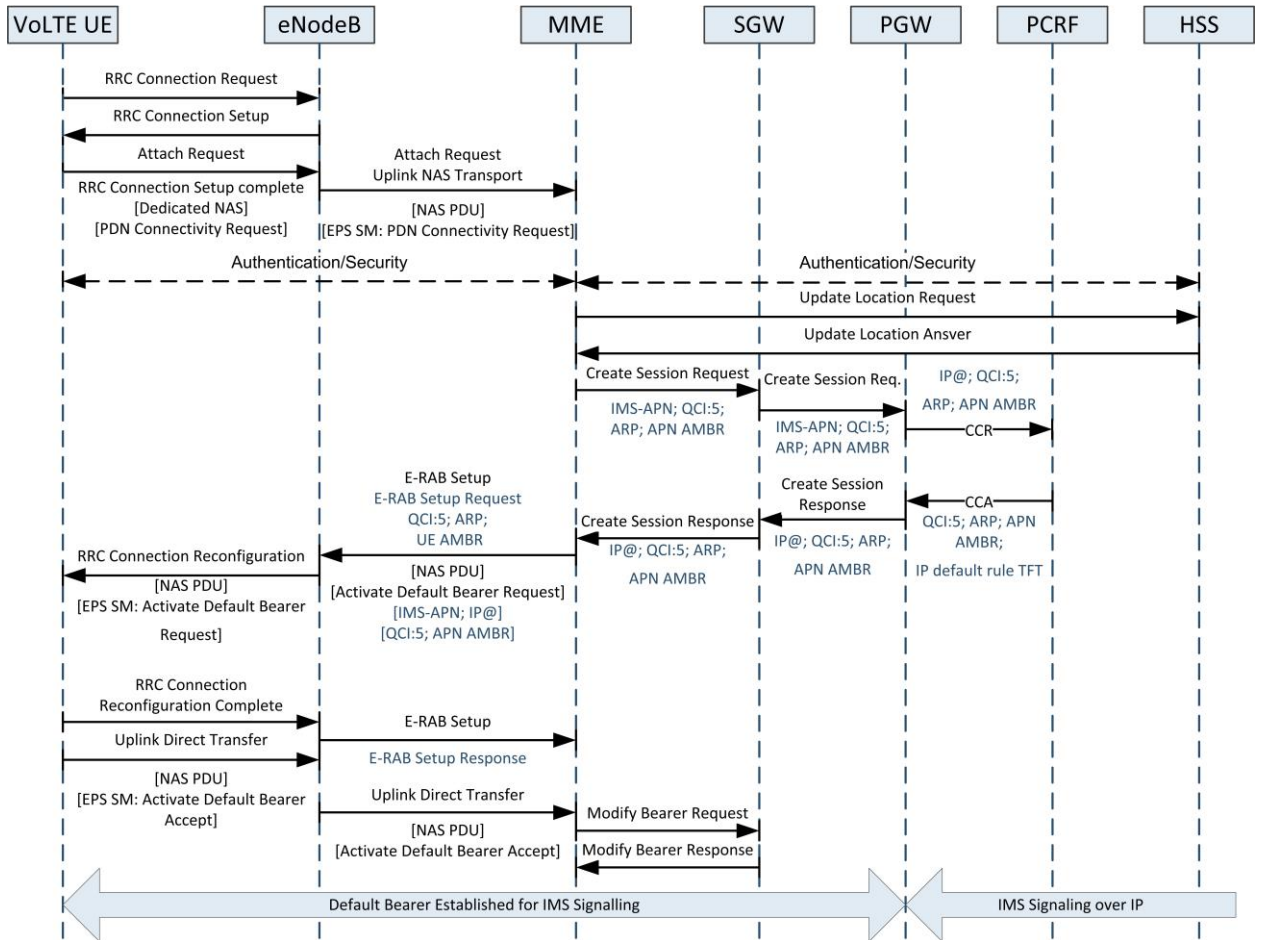 VoLTE UE
eNodeB
MME
SGW
PGW
PCRF
HSS
RRC Connection Request
RRC Connection Setup
Attach Request
RRC Connection Setup complete
[Dedicated NAS]
[PDN Connectivity Request]
Attach Request
Uplink NAS Transport
[NAS PDU]
[EPS SM: PDN Connectivity Request]
Authentication/Security
Authentication/Security
Update Location Request
Update Location Ansver
Create Session Request
IMS-APN; QCI:5;
ARP; APN AMBR
Create Session Req.
IMS-APN; QCI:5;
ARP; APN AMBR
IP@; QCI:5;
ARP; APN AMBR
CCR
CCA
QCI:5; ARP; APN
AMBR;
IP default rule TFT
Create Session
Response
IP@; QCI:5; ARP;
APN AMBR
Create Session Response
IP@; QCI:5; ARP;
APN AMBR
E-RAB Setup
E-RAB Setup Request
QCI:5; ARP;
UE AMBR
[NAS PDU]
[Activate Default Bearer Request]
[IMS-APN; IP@]
[QCI:5; APN AMBR]
RRC Connection Reconfiguration
[NAS PDU]
[EPS SM: Activate Default Bearer
Request]
RRC Connection
Reconfiguration Complete
E-RAB Setup
E-RAB Setup Response
Uplink Direct Transfer
[NAS PDU]
[EPS SM: Activate Default Bearer
Accept]
Uplink Direct Transfer
[NAS PDU]
[Activate Default Bearer Accept]
Modify Bearer Request
Modify Bearer Response
Default Bearer Established for IMS Signalling
IMS Signaling over IP